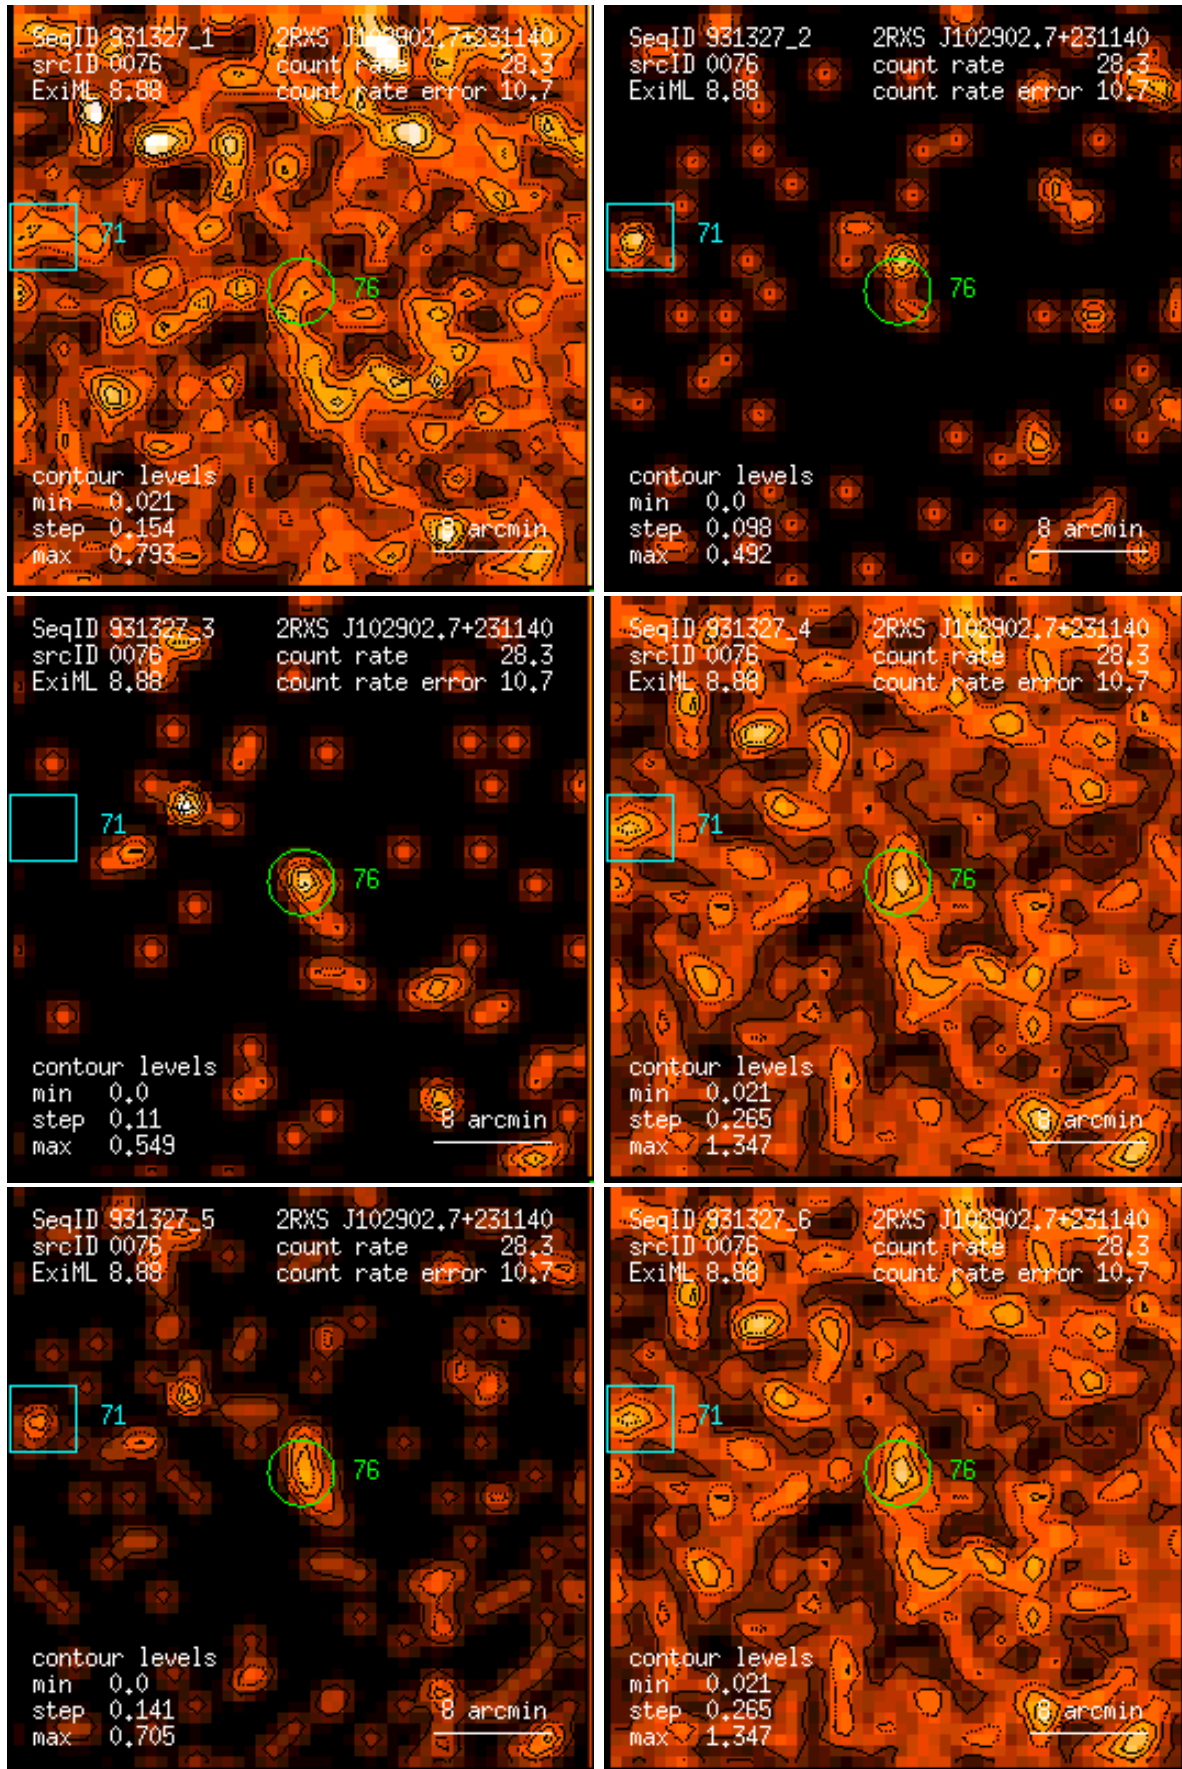 SeqID 931327_1 2RXS J102902.7+231140
srcID 0076 count rate 28.3
ExiML 8.88 count rate error 10.7
71
76
contour levels
min 0.021
step 0.154
max 0.793
8 arcmin
SeqID 931327_2 2RXS J102902.7+231140
srcID 0076 count rate 28.3
ExiML 8.88 count rate error 10.7
71
76
contour levels
min 0.0
step 0.098
max 0.492
8 arcmin
SeqID 931327_3 2RXS J102902.7+231140
srcID 0076 count rate 28.3
ExiML 8.88 count rate error 10.7
71
76
contour levels
min 0.0
step 0.11
max 0.549
8 arcmin
SeqID 931327_4 2RXS J102902.7+231140
srcID 0076 count rate 28.3
ExiML 8.88 count rate error 10.7
71
76
contour levels
min 0.021
step 0.265
max 1.347
8 arcmin
SeqID 931327_5 2RXS J102902.7+231140
srcID 0076 count rate 28.3
ExiML 8.88 count rate error 10.7
71
76
contour levels
min 0.0
step 0.141
max 0.705
8 arcmin
SeqID 931327_6 2RXS J102902.7+231140
srcID 0076 count rate 28.3
ExiML 8.88 count rate error 10.7
71
76
contour levels
min 0.021
step 0.265
max 1.347
8 arcmin